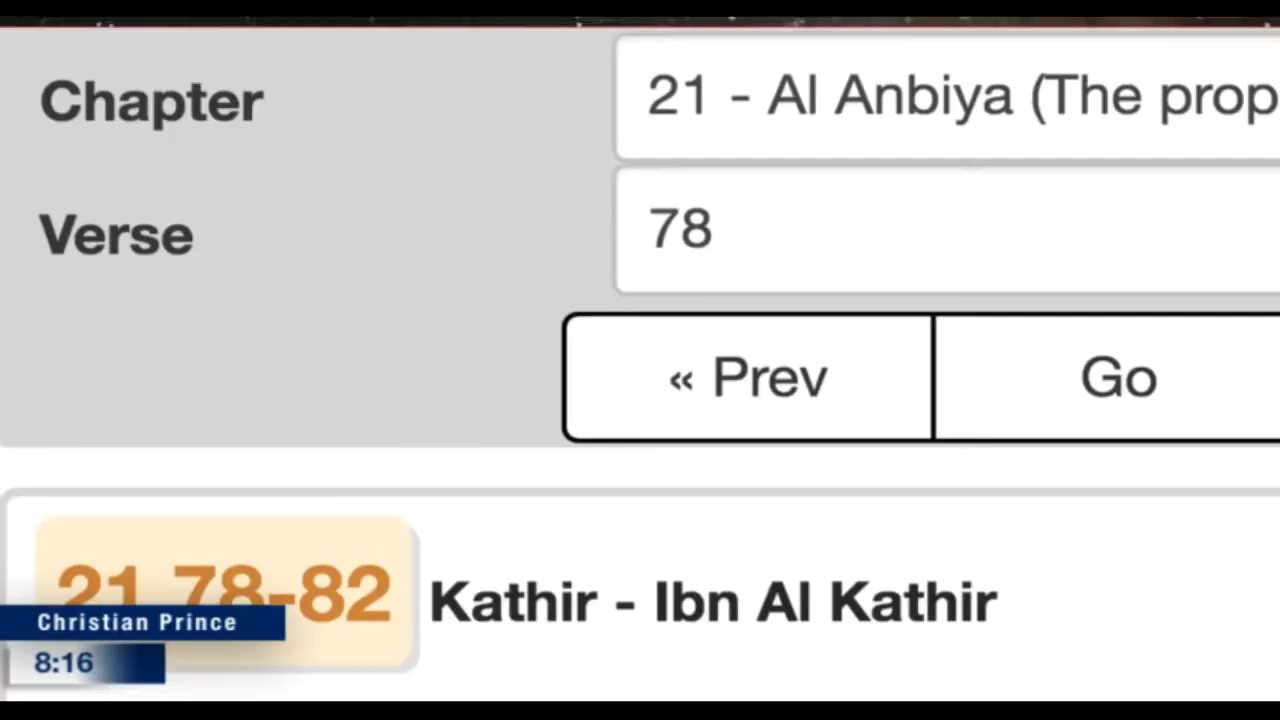 Chapter
21 - Al Anbiya (The prop
Verse
78
« Prev
Go
21 78-82
Kathir - Ibn Al Kathir
Christian Prince
8:16